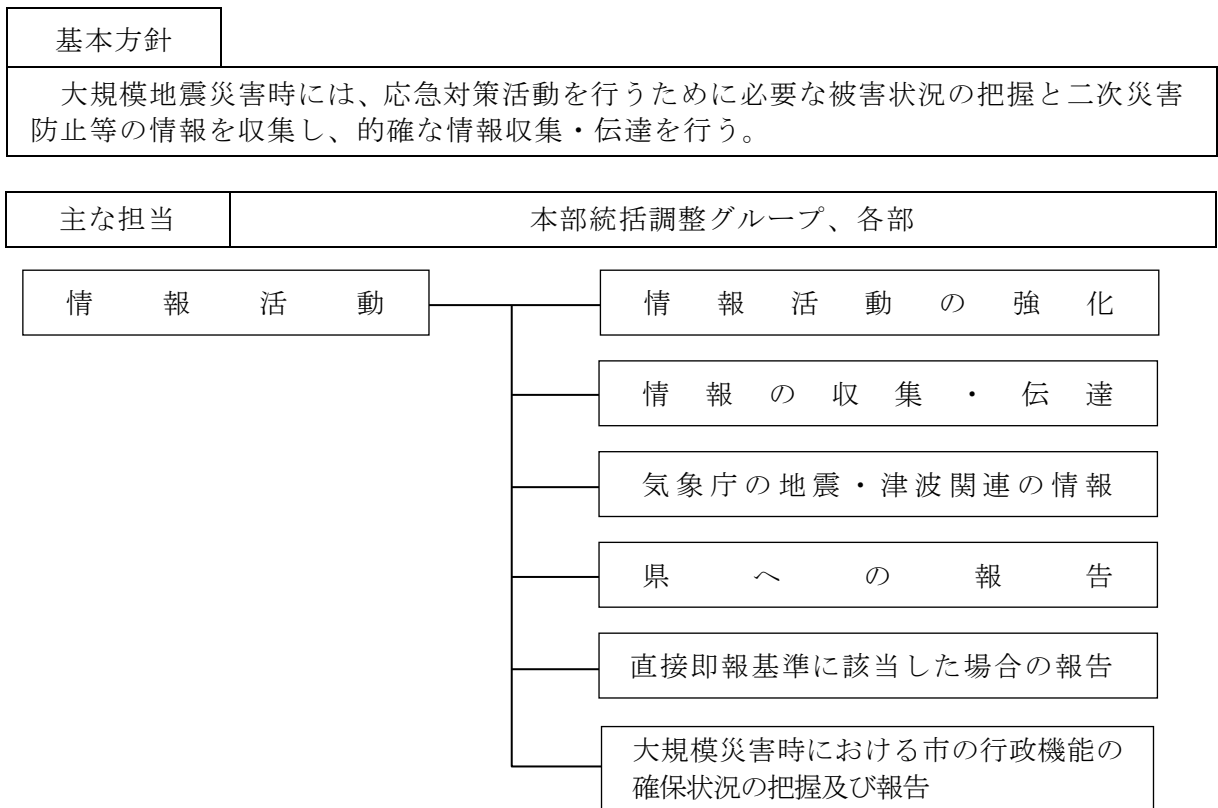 基本方針
大規模地震災害時には、応急対策活動を行うために必要な被害状況の把握と二次災害
防止等の情報を収集し、的確な情報収集・伝達を行う。
主な担当
本部統括調整グループ、各部
情報活動
情報活動の強化
情報の収集・伝達
気象庁の地震・津波関連の情報
県への報告
直接即報基準に該当した場合の報告
大規模災害時における市の行政機能の
確保状況の把握及び報告